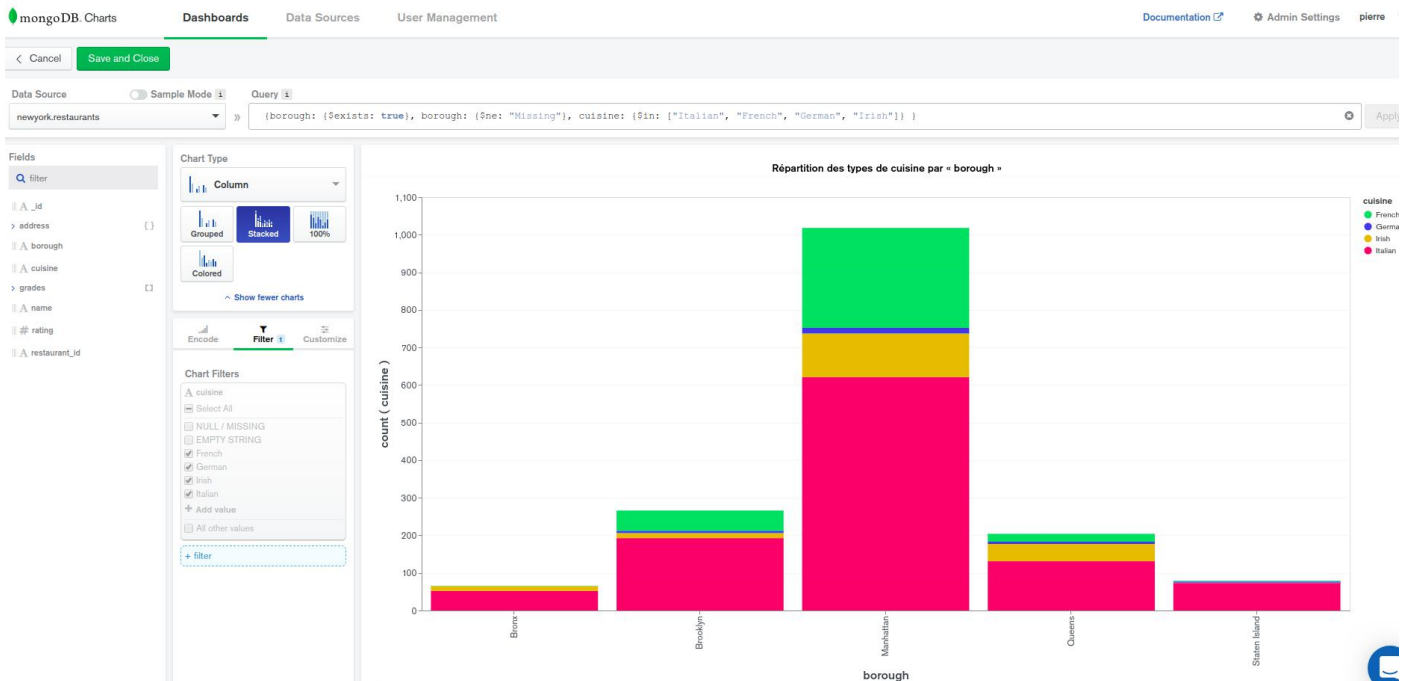 mongoDB. Charts
Dashboards
Data Sources
User Management
Documentation
Admin Settings
pierre
Cancel
Save and Close
Data Source
Sample Mode i
Query i
newyork.restaurants
{borough: {$exists: true}, borough: {$ne: "Missing"}, cuisine: {$in: ["Italian", "French", "German", "Irish"]} }
Apply
Fields
filter
A _id
address { }
A borough
A cuisine
grades [ ]
A name
# rating
A restaurant_id
Chart Type
Column
Grouped
Stacked
100%
Colored
Show fewer charts
Encode
Filter 1
Customize
Chart Filters
A cuisine
Select All
NULL / MISSING
EMPTY STRING
French
German
Irish
Italian
+ Add value
All other values
+ filter
Répartition des types de cuisine par « borough »
1,100
1,000
900
800
700
600
500
400
300
200
100
0
count ( cuisine )
Bronx
Brooklyn
Manhattan
Queens
Staten Island
borough
cuisine
French
Germa
Irish
Italian